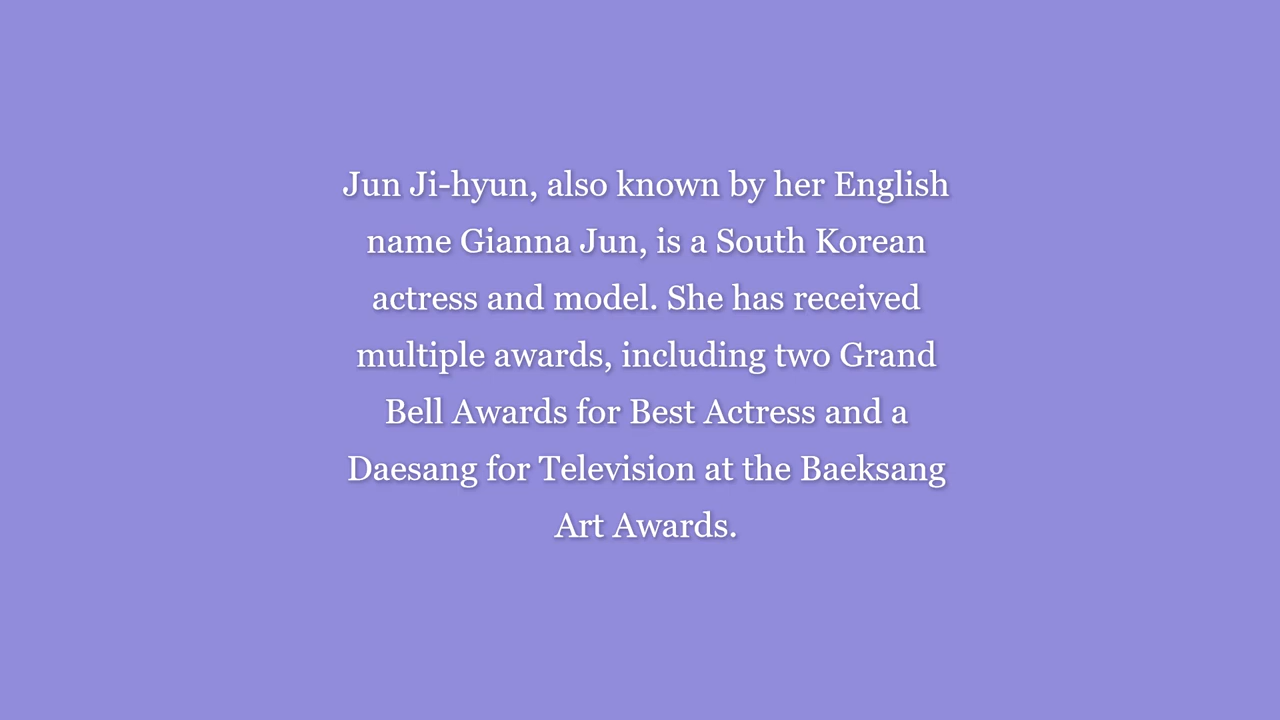 Jun Ji-hyun, also known by her English
name Gianna Jun, is a South Korean
actress and model. She has received
multiple awards, including two Grand
Bell Awards for Best Actress and a
Daesang for Television at the Baeksang
Art Awards.